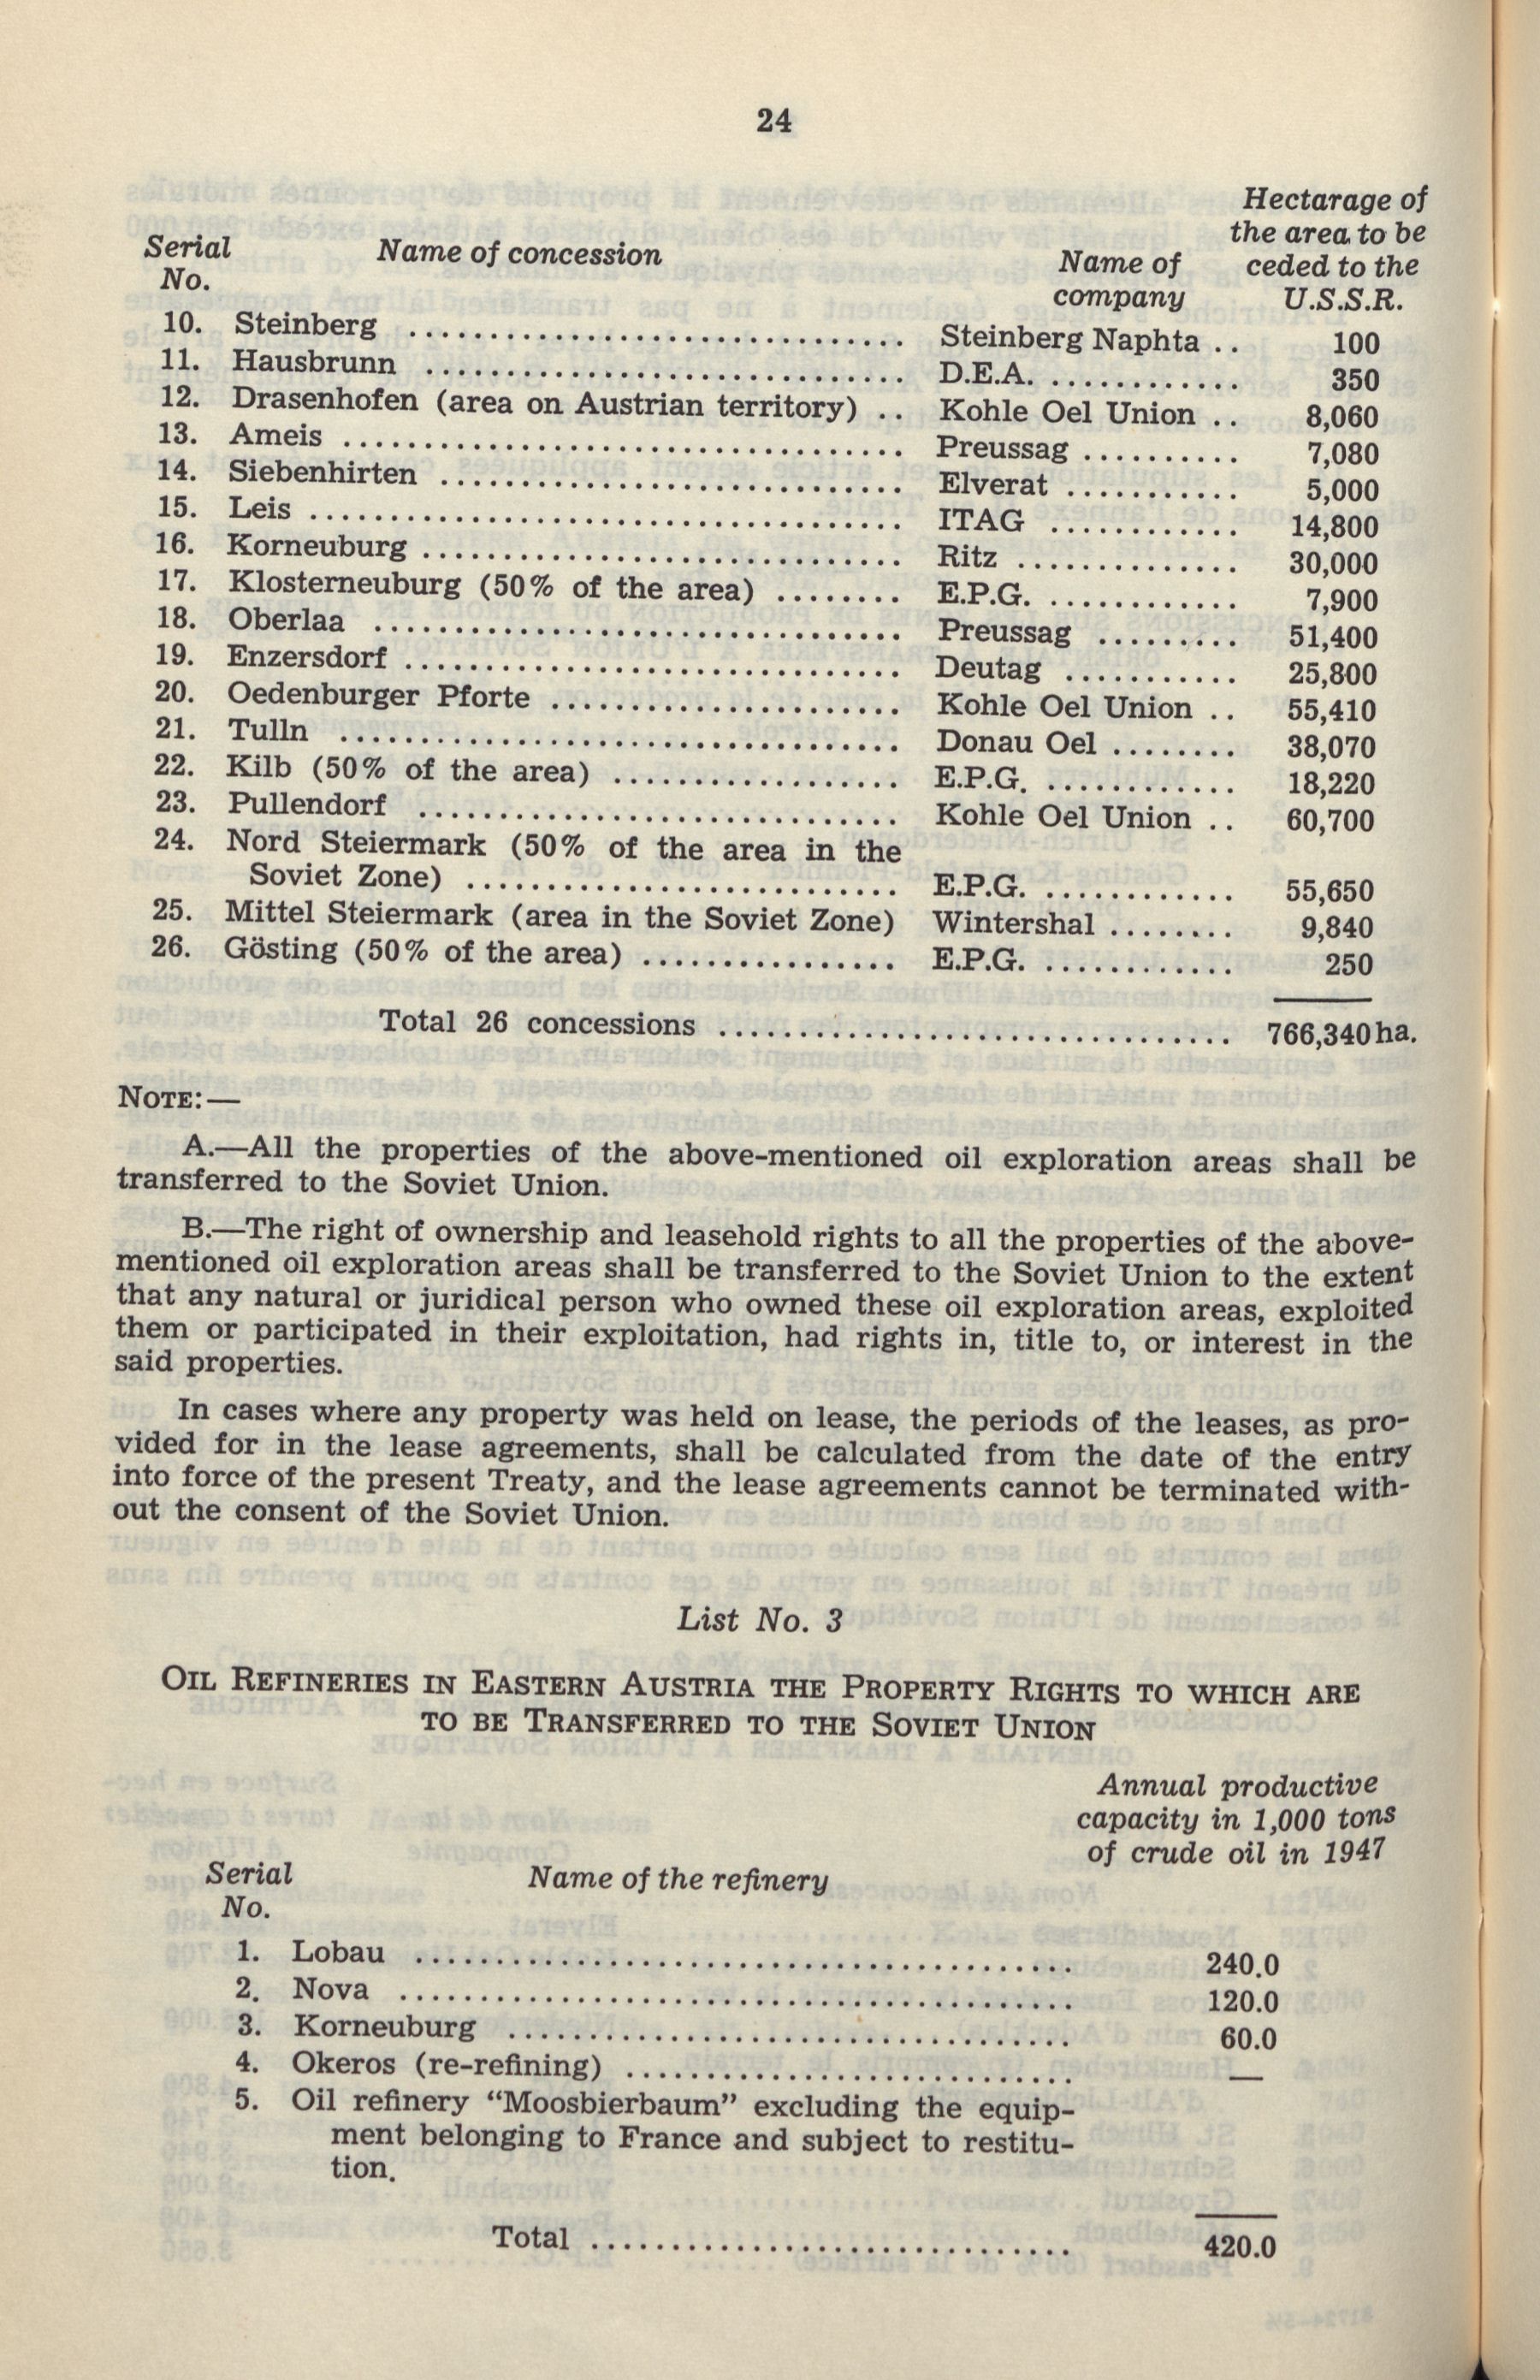 24
Serial No. Name of concession Name of company Hectarage of the area to be ceded to the U.S.S.R.
10. Steinberg .............................. Steinberg Naphta .. 100
11. Hausbrunn .............................. D.E.A. ............ 350
12. Drasenhofen (area on Austrian territory) .. Kohle Oel Union .. 8,060
13. Ameis .................................. Preussag .......... 7,080
14. Siebenhirten ............................ Elverat ........... 5,000
15. Leis .................................... ITAG ............ 14,800
16. Korneuburg .............................. Ritz .............. 30,000
17. Klosterneuburg (50% of the area) ........ E.P.G. ............ 7,900
18. Oberlaa ................................ Preussag ......... 51,400
19. Enzersdorf .............................. Deutag ........... 25,800
20. Oedenburger Pforte ...................... Kohle Oel Union .. 55,410
21. Tulln .................................. Donau Oel ........ 38,070
22. Kilb (50% of the area) .................. E.P.G. ............ 18,220
23. Pullendorf .............................. Kohle Oel Union .. 60,700
24. Nord Steiermark (50% of the area in the
Soviet Zone) ........................... E.P.G. ............ 55,650
25. Mittel Steiermark (area in the Soviet Zone) Wintershal ........ 9,840
26. Gösting (50% of the area) ................ E.P.G. ............ 250
Total 26 concessions ................................ 766,340 ha.
NOTE:—
A.—All the properties of the above-mentioned oil exploration areas shall be
transferred to the Soviet Union.
B.—The right of ownership and leasehold rights to all the properties of the above-
mentioned oil exploration areas shall be transferred to the Soviet Union to the extent
that any natural or juridical person who owned these oil exploration areas, exploited
them or participated in their exploitation, had rights in, title to, or interest in the
said properties.
In cases where any property was held on lease, the periods of the leases, as pro-
vided for in the lease agreements, shall be calculated from the date of the entry
into force of the present Treaty, and the lease agreements cannot be terminated with-
out the consent of the Soviet Union.
List No. 3
OIL REFINERIES IN EASTERN AUSTRIA THE PROPERTY RIGHTS TO WHICH ARE
TO BE TRANSFERRED TO THE SOVIET UNION
Serial No. Name of the refinery Annual productive capacity in 1,000 tons of crude oil in 1947
1. Lobau ........................................ 240.0
2. Nova ......................................... 120.0
3. Korneuburg .................................. 60.0
4. Okeros (re-refining) ........................... —
5. Oil refinery “Moosbierbaum” excluding the equip-
ment belonging to France and subject to restitu-
tion.
Total .............................. 420.0